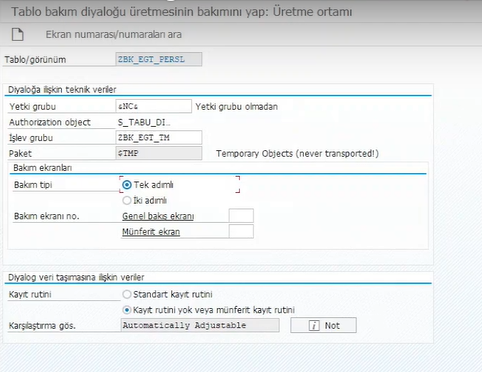 Tablo bakım diyaloğu üretmesinin bakımını yap: Üretme ortamı
Ekran numarası/numaraları ara
Tablo/görünüm ZBK_EGT_PERSL
Diyaloğa ilişkin teknik veriler
Yetki grubu &NC& Yetki grubu olmadan
Authorization object S_TABU_DI..
İşlev grubu ZBK_EGT_TM
Paket $TMP Temporary Objects (never transported!)
Bakım ekranları
Bakım tipi Tek adımlı
İki adımlı
Bakım ekranı no. Genel bakış ekranı
Münferit ekran
Diyalog veri taşımasına ilişkin veriler
Kayıt rutini Standart kayıt rutini
Kayıt rutini yok veya münferit kayıt rutini
Karşılaştırma gös. Automatically Adjustable Not